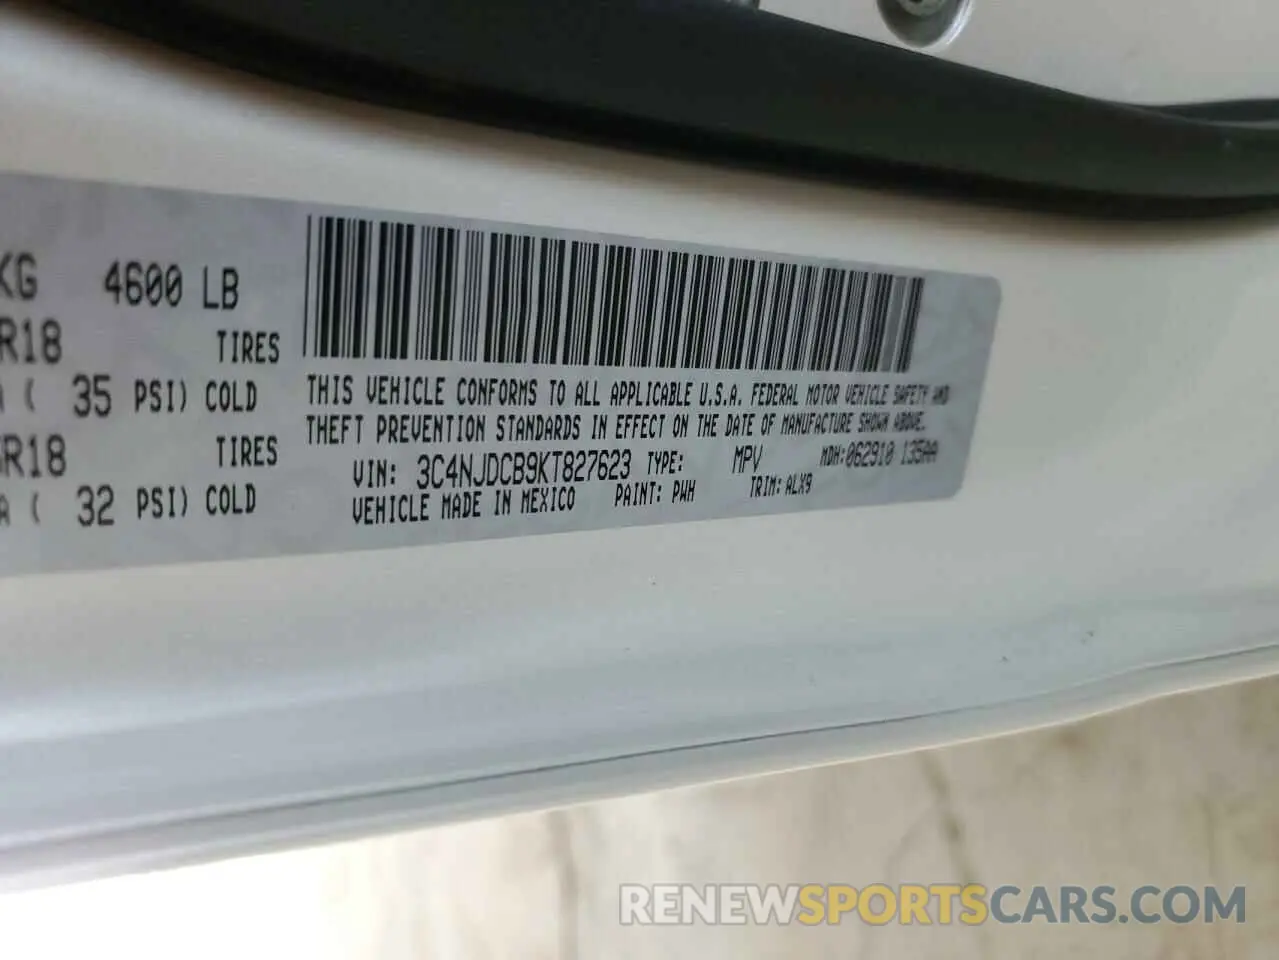 KG 4600 LB
R18 TIRES
( 35 PSI) COLD
R18 TIRES
( 32 PSI) COLD
THIS VEHICLE CONFORMS TO ALL APPLICABLE U.S.A. FEDERAL MOTOR VEHICLE SAFETY AND
THEFT PREVENTION STANDARDS IN EFFECT ON THE DATE OF MANUFACTURE SHOWN ABOVE.
VIN: 3C4NJDCB9KT827623 TYPE: MPV MDH:062910 135AA
VEHICLE MADE IN MEXICO PAINT: PWH TRIM: ALX9
RENEWSPORTSCARS.COM